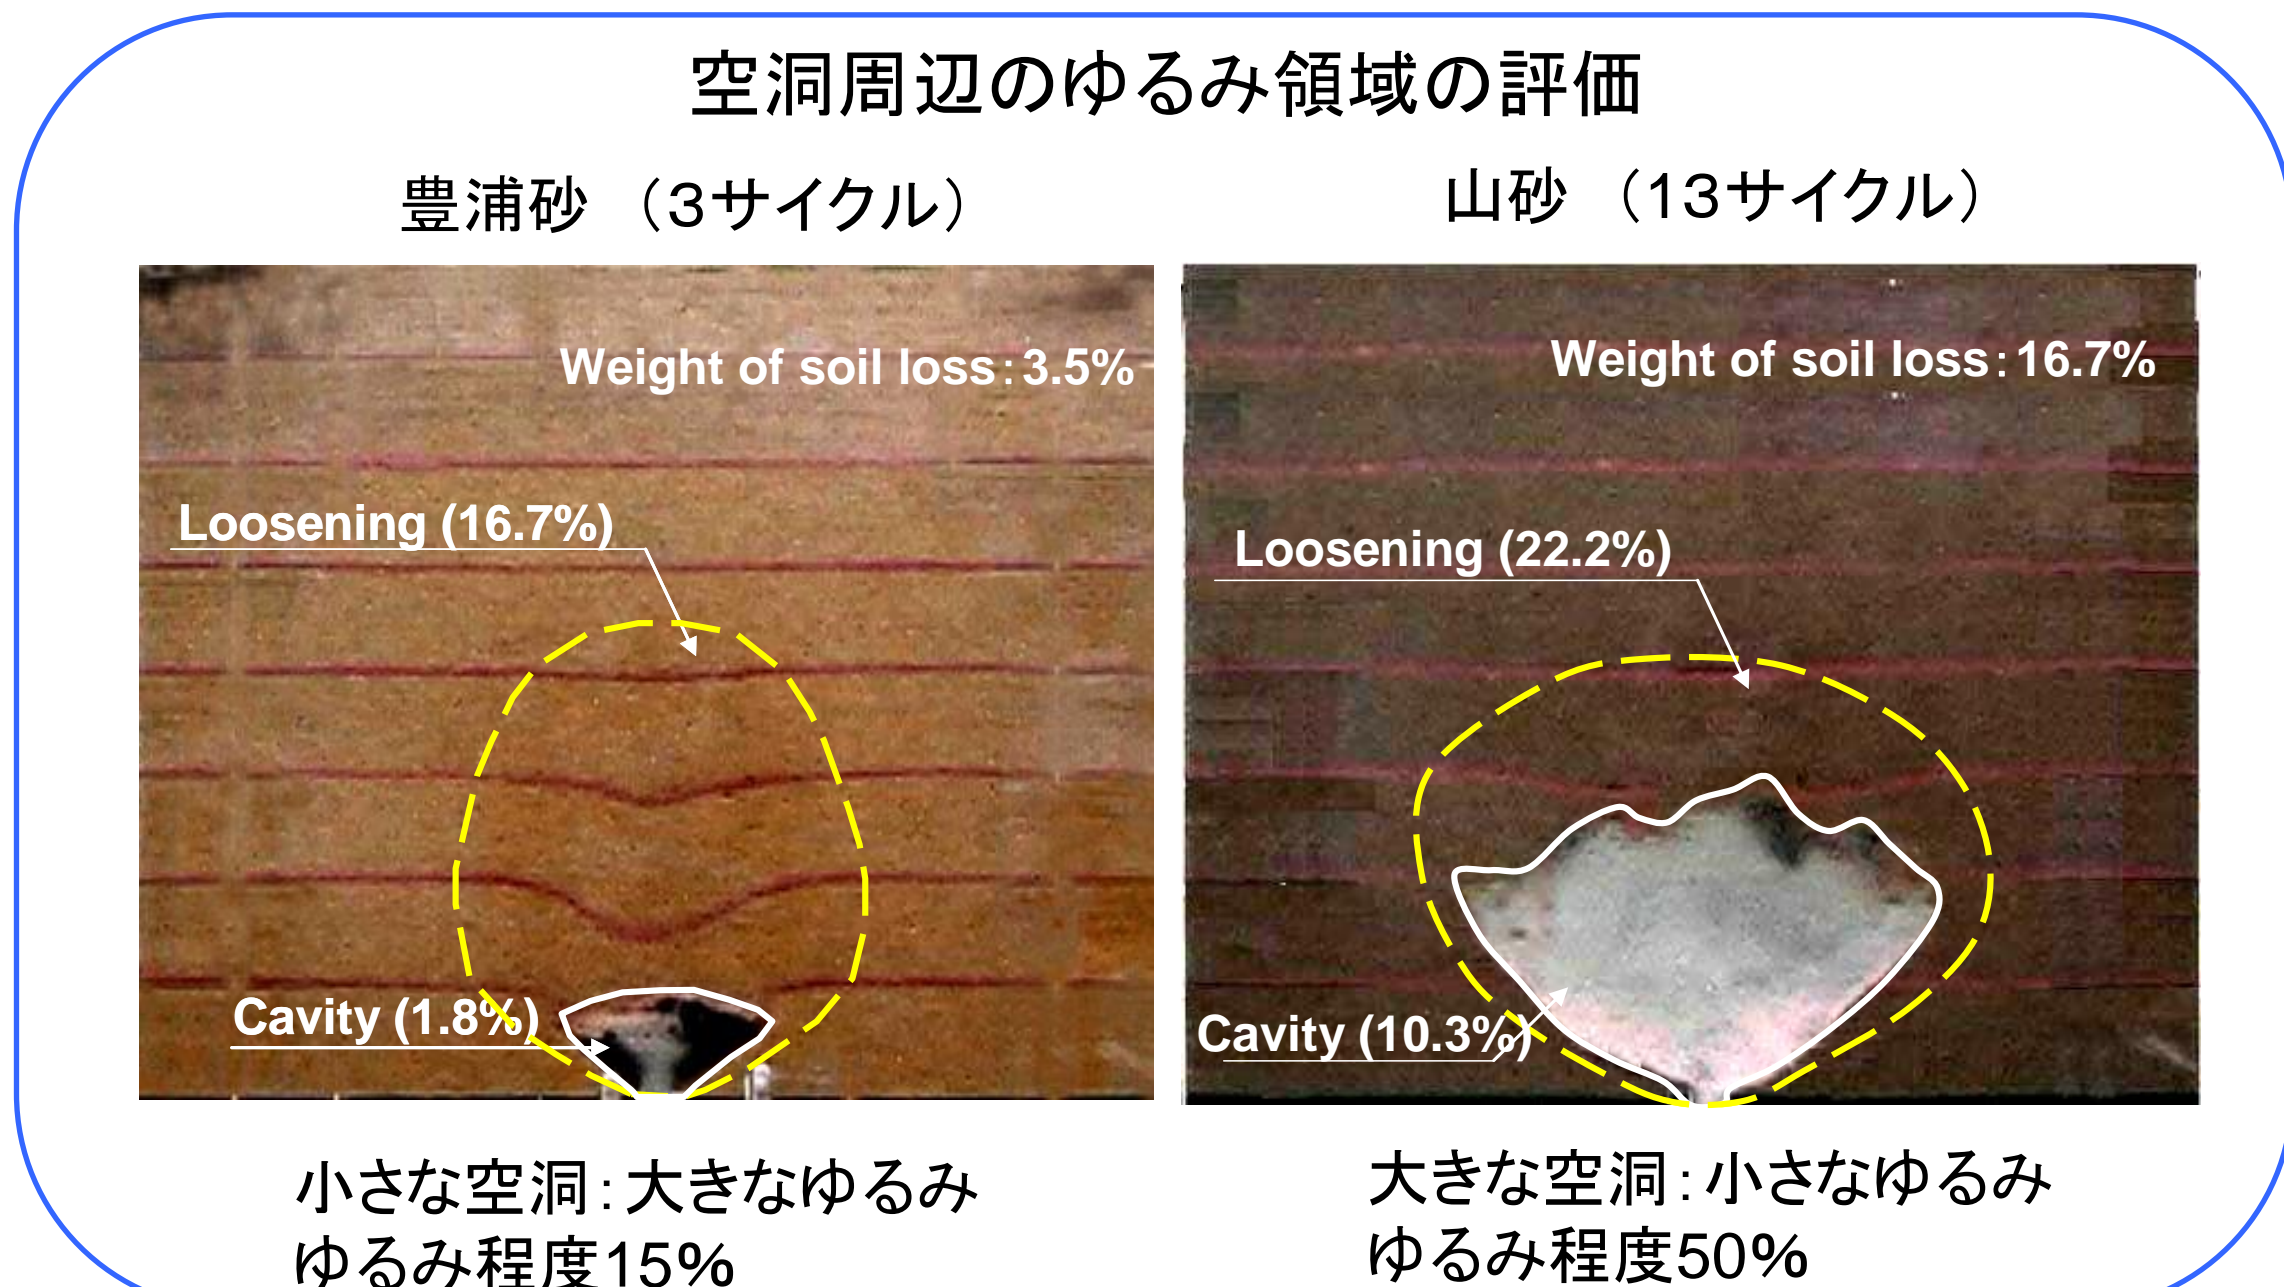 空洞周辺のゆるみ領域の評価
豊浦砂 （3サイクル）
山砂 （13サイクル）
Weight of soil loss：3.5%
Loosening (16.7%)
Cavity (1.8%)
Weight of soil loss：16.7%
Loosening (22.2%)
Cavity (10.3%)
小さな空洞：大きなゆるみ
ゆるみ程度15%
大きな空洞：小さなゆるみ
ゆるみ程度50%